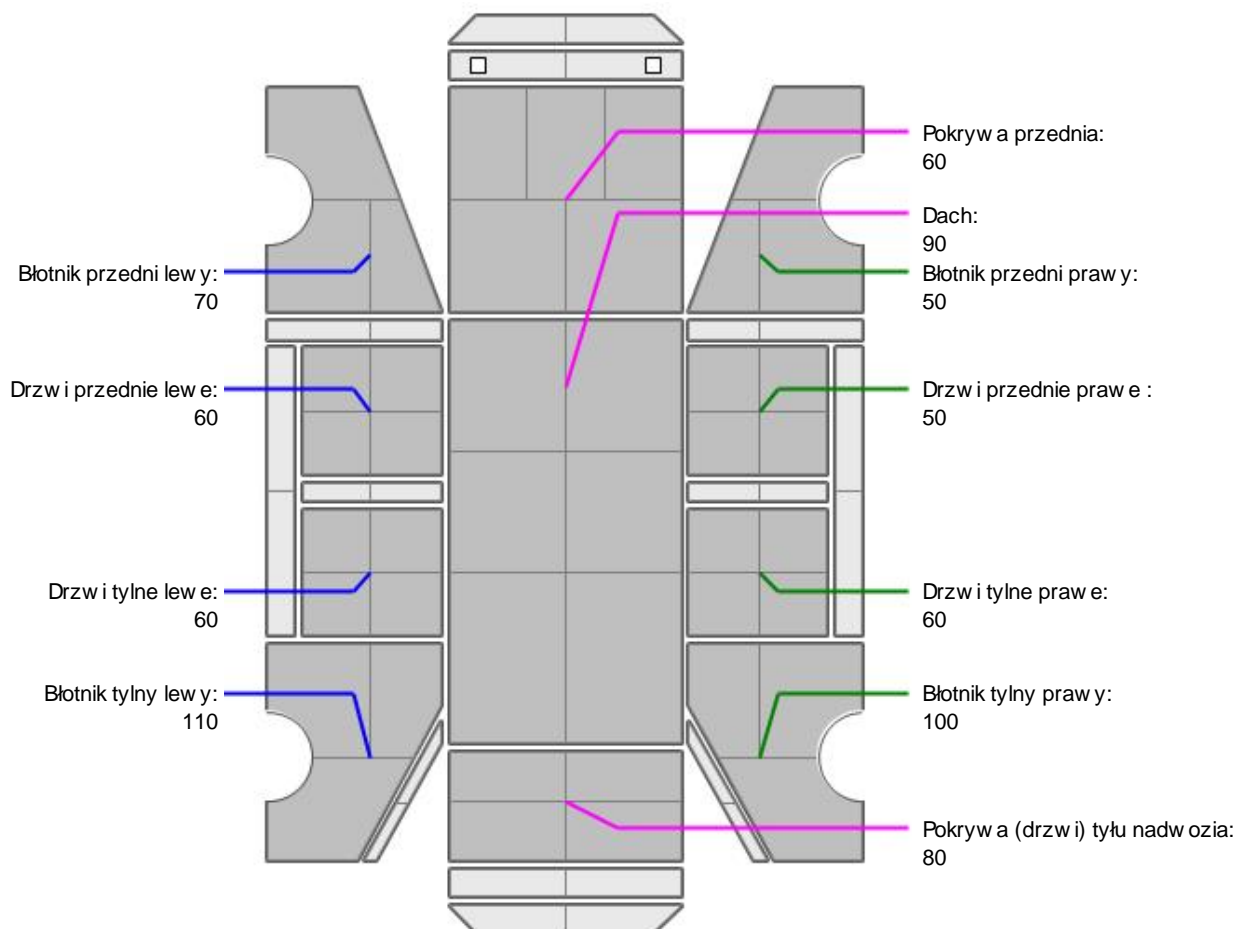 Pokrywa przednia:
60
Dach:
90
Błotnik przedni lewy:
70
Błotnik przedni prawy:
50
Drzwi przednie lewe:
60
Drzwi przednie prawe :
50
Drzwi tylne lewe:
60
Drzwi tylne prawe:
60
Błotnik tylny lewy:
110
Błotnik tylny prawy:
100
Pokrywa (drzwi) tyłu nadwozia:
80